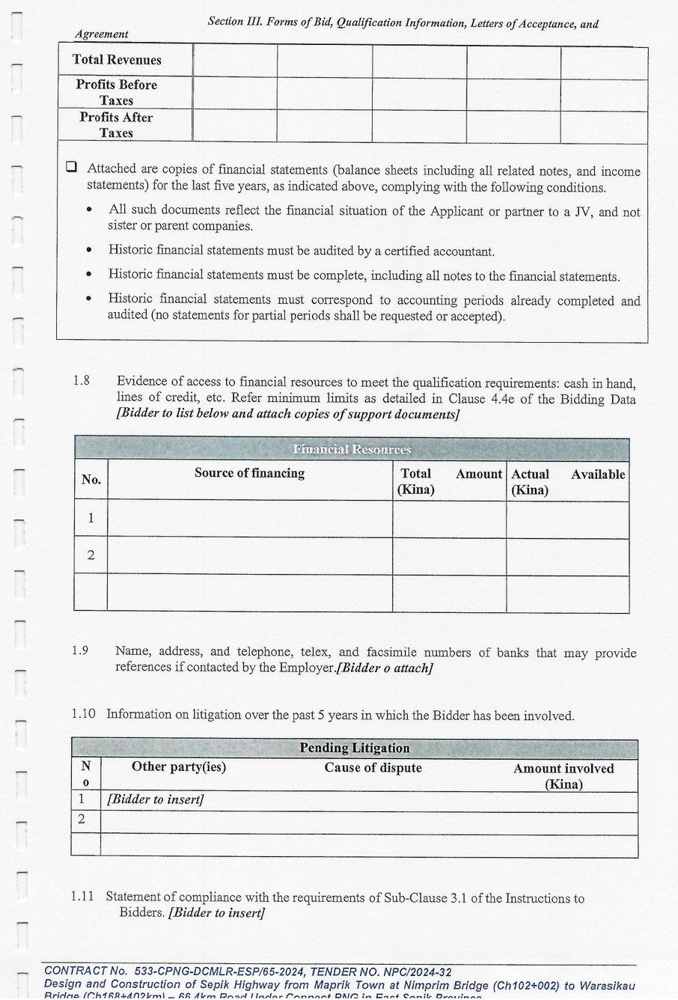 Section III. Forms of Bid, Qualification Information, Letters of Acceptance, and
Agreement
Total Revenues
Profits Before
Taxes
Profits After
Taxes
❑ Attached are copies of financial statements (balance sheets including all related notes, and income
statements) for the last five years, as indicated above, complying with the following conditions.
• All such documents reflect the financial situation of the Applicant or partner to a JV, and not
sister or parent companies.
• Historic financial statements must be audited by a certified accountant.
• Historic financial statements must be complete, including all notes to the financial statements.
• Historic financial statements must correspond to accounting periods already completed and
audited (no statements for partial periods shall be requested or accepted).
1.8 Evidence of access to financial resources to meet the qualification requirements: cash in hand,
lines of credit, etc. Refer minimum limits as detailed in Clause 4.4e of the Bidding Data
[Bidder to list below and attach copies of support documents]
Financial Resources
No. Source of financing Total Amount Actual Available
(Kina) (Kina)
1
2
1.9 Name, address, and telephone, telex, and facsimile numbers of banks that may provide
references if contacted by the Employer.[Bidder o attach]
1.10 Information on litigation over the past 5 years in which the Bidder has been involved.
Pending Litigation
N Other party(ies) Cause of dispute Amount involved
o (Kina)
1 [Bidder to insert]
2
1.11 Statement of compliance with the requirements of Sub-Clause 3.1 of the Instructions to
Bidders. [Bidder to insert]
CONTRACT No. 533-CPNG-DCMLR-ESP/65-2024, TENDER NO. NPC/2024-32
Design and Construction of Sepik Highway from Maprik Town at Nimprim Bridge (Ch102+002) to Warasikau
Bridge (Ch168+402km) – 66.4km Road Under Connect PNG in East Sepik Province